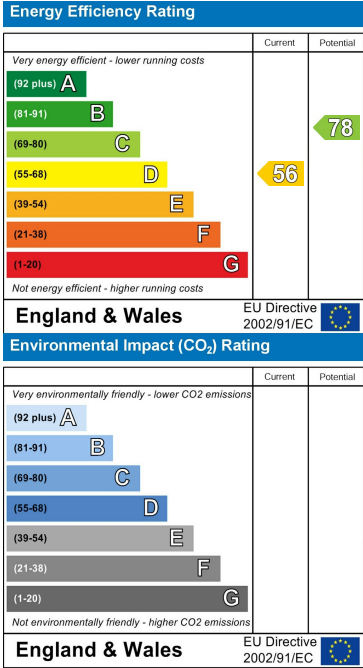 Energy Efficiency Rating
Current Potential
Very energy efficient - lower running costs
(92 plus) A
(81-91) B
(69-80) C
(55-68) D
(39-54) E
(21-38) F
(1-20) G
56
78
Not energy efficient - higher running costs
England & Wales
EU Directive
2002/91/EC
Environmental Impact (CO₂) Rating
Current Potential
Very environmentally friendly - lower CO2 emissions
(92 plus) A
(81-91) B
(69-80) C
(55-68) D
(39-54) E
(21-38) F
(1-20) G
Not environmentally friendly - higher CO2 emissions
England & Wales
EU Directive
2002/91/EC